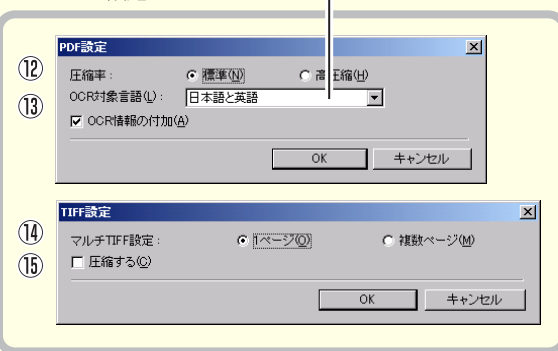 PDF設定
⑫ 圧縮率： 標準(N) 高圧縮(H)
⑬ OCR対象言語(L)： 日本語と英語
OCR情報の付加(A)
OK キャンセル
TIFF設定
⑭ マルチTIFF設定： 1ページ(O) 複数ページ(M)
⑮ 圧縮する(C)
OK キャンセル